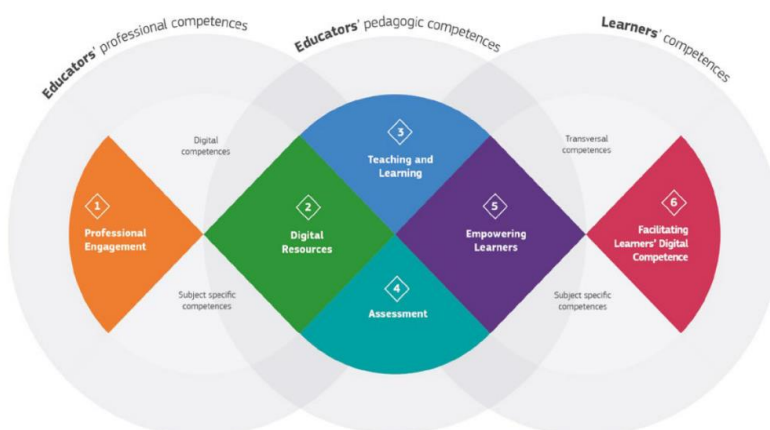 Educators' professional competences
Educators' pedagogic competences
Learners' competences
Digital
competences
Subject specific
competences
1
Professional
Engagement
2
Digital
Resources
3
Teaching and
Learning
4
Assessment
5
Empowering
Learners
Transversal
competences
Subject specific
competences
6
Facilitating
Learners' Digital
Competence